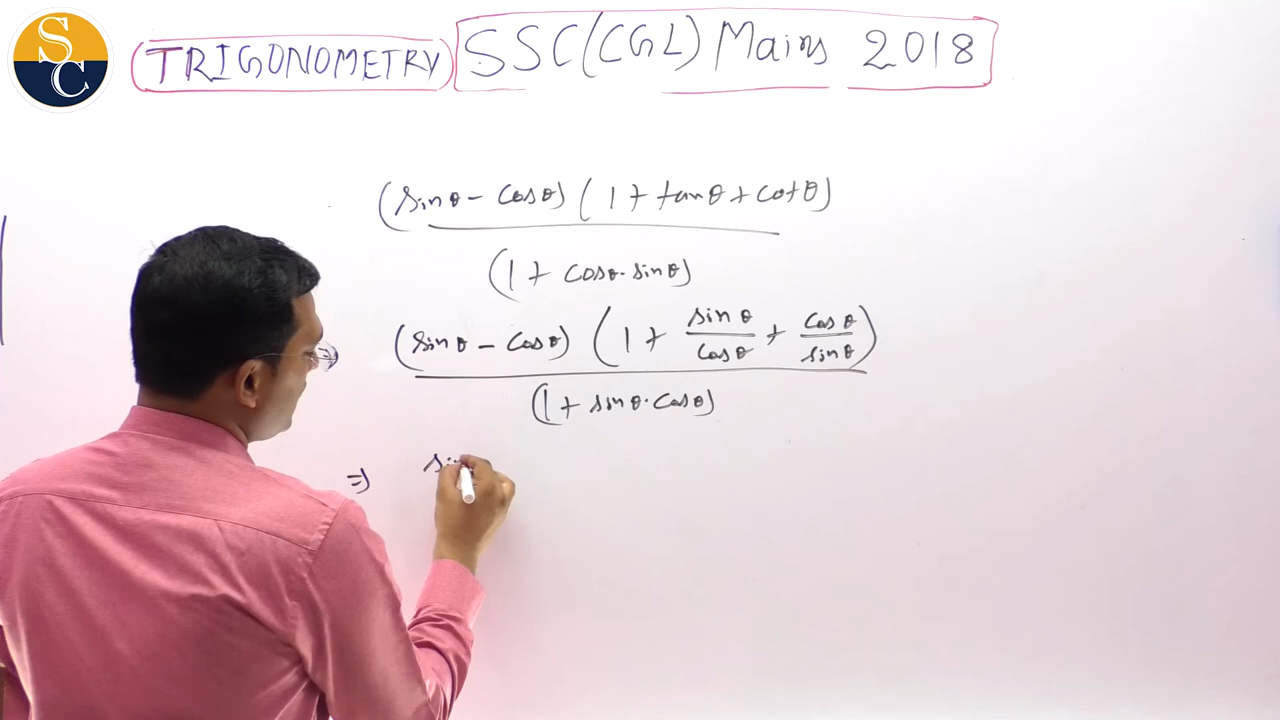 SC
(TRIGONOMETRY) SSC(CGL) Mains 2018
(sinθ - cosθ) (1 + tanθ + cotθ)
(1 + cosθ·sinθ)
(sinθ - cosθ) (1 + sinθ/cosθ + cosθ/sinθ)
(1 + sinθ·cosθ)
⇒ sin